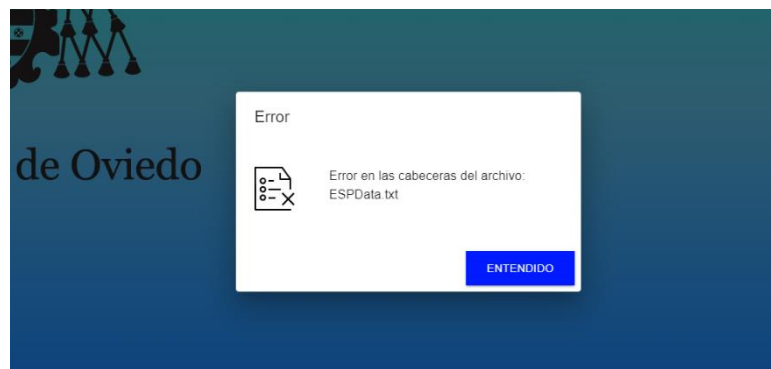 de Oviedo
Error
Error en las cabeceras del archivo:
ESPData.txt
ENTENDIDO